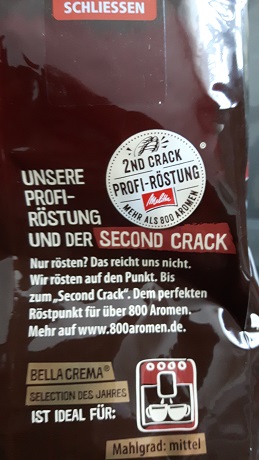 SCHLIESSEN
2ND CRACK
PROFI-RÖSTUNG
Melitta
MEHR ALS 800 AROMEN
®
UNSERE
PROFI-
RÖSTUNG
UND DER SECOND CRACK
Nur rösten? Das reicht uns nicht.
Wir rösten auf den Punkt. Bis
zum „Second Crack". Dem perfekten
Röstpunkt für über 800 Aromen.
Mehr auf www.800aromen.de.
BELLA CREMA®
SELECTION DES JAHRES
IST IDEAL FÜR:
Mahlgrad: mittel